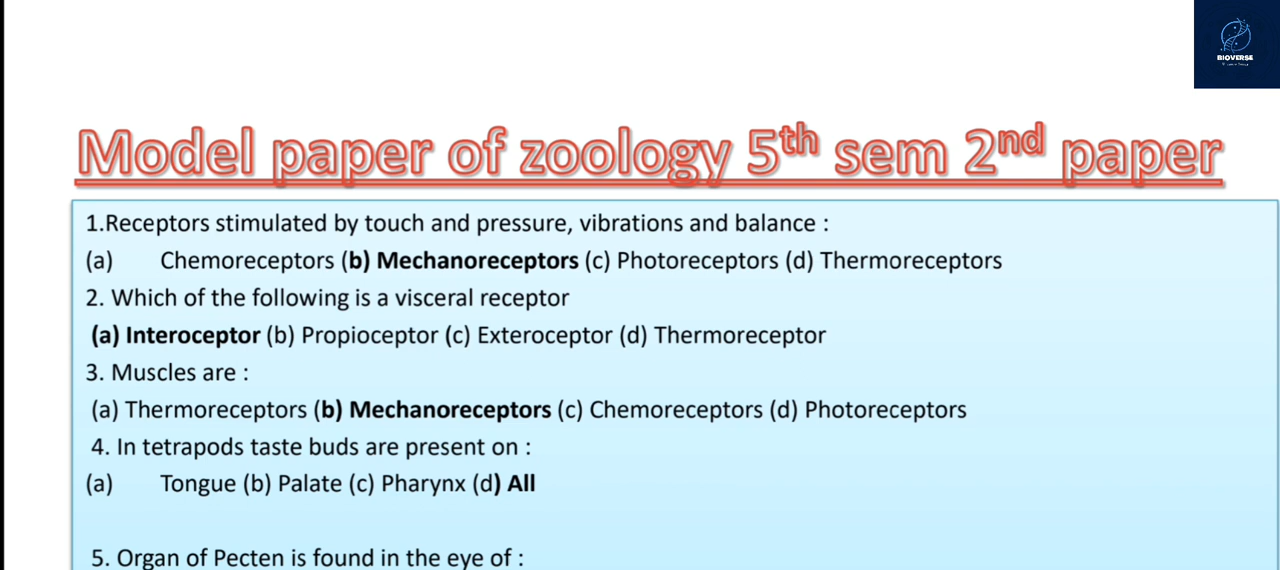 BIOVERSE
Model paper of zoology 5th sem 2nd paper
1.Receptors stimulated by touch and pressure, vibrations and balance :
(a) Chemoreceptors (b) Mechanoreceptors (c) Photoreceptors (d) Thermoreceptors
2. Which of the following is a visceral receptor
(a) Interoceptor (b) Propioceptor (c) Exteroceptor (d) Thermoreceptor
3. Muscles are :
(a) Thermoreceptors (b) Mechanoreceptors (c) Chemoreceptors (d) Photoreceptors
4. In tetrapods taste buds are present on :
(a) Tongue (b) Palate (c) Pharynx (d) All
5. Organ of Pecten is found in the eye of :